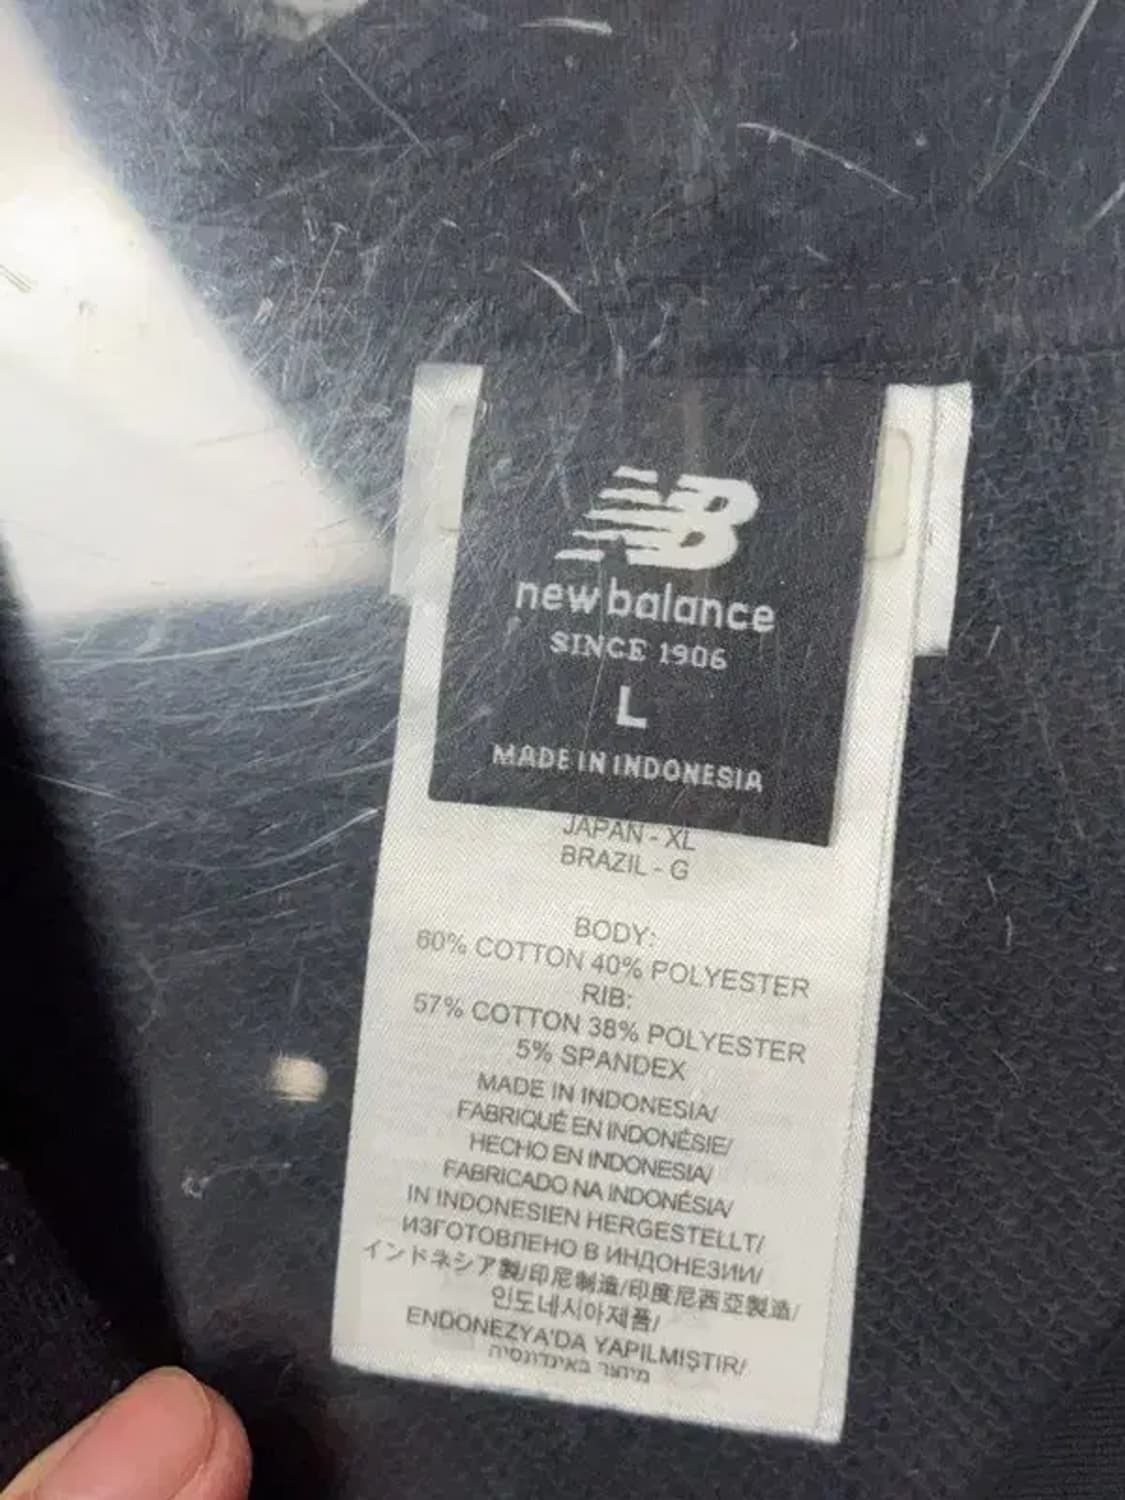 NB
new balance
SINCE 1906
L
MADE IN INDONESIA
JAPAN - XL
BRAZIL - G
BODY:
60% COTTON 40% POLYESTER
RIB:
57% COTTON 38% POLYESTER
5% SPANDEX
MADE IN INDONESIA/
FABRIQUÉ EN INDONÉSIE/
HECHO EN INDONESIA/
FABRICADO NA INDONÉSIA/
IN INDONESIEN HERGESTELLT/
ИЗГОТОВЛЕНО В ИНДОНЕЗИИ/
インドネシア製/印尼制造/印度尼西亞製造/
인도네시아제품/
ENDONEZYA'DA YAPILMIŞTIR/
מיוצר באינדונסיה